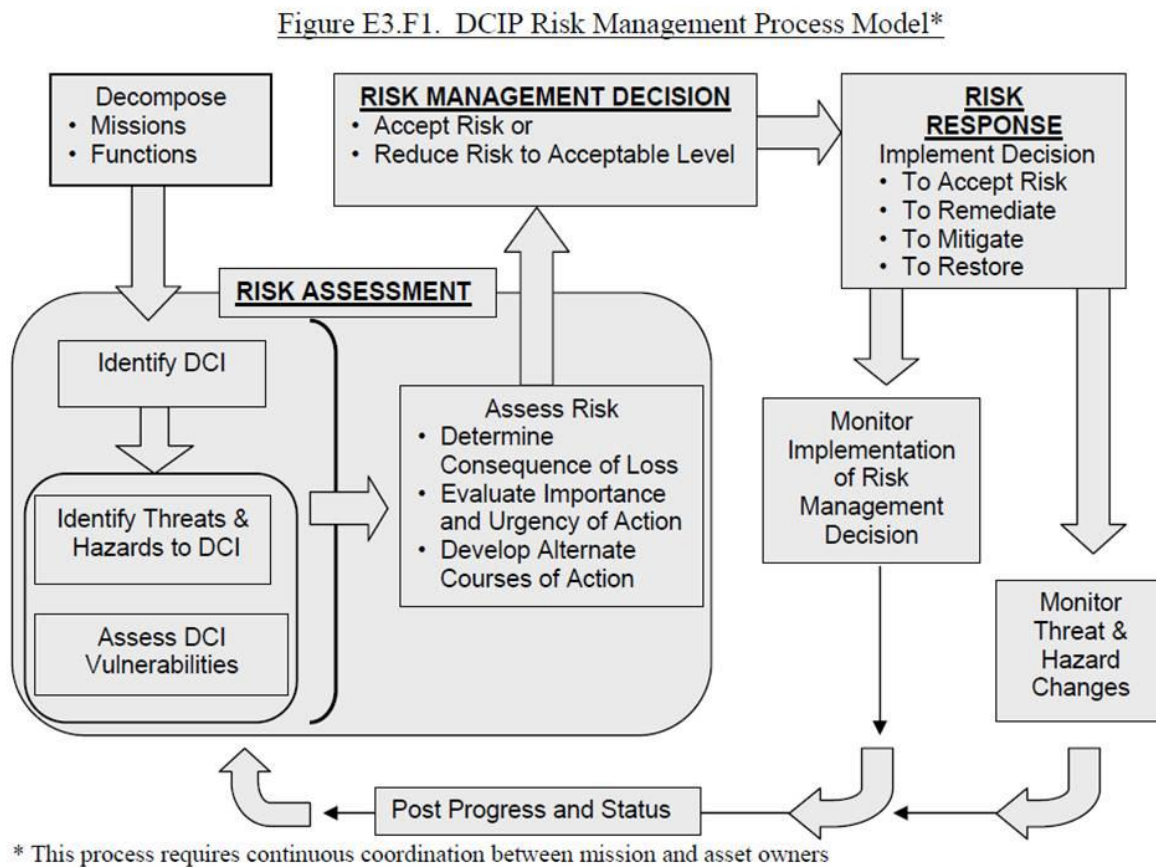 Figure E3.F1. DCIP Risk Management Process Model*
Decompose
• Missions
• Functions
RISK MANAGEMENT DECISION
• Accept Risk or
• Reduce Risk to Acceptable Level
RISK
RESPONSE
Implement Decision
• To Accept Risk
• To Remediate
• To Mitigate
• To Restore
RISK ASSESSMENT
Identify DCI
Identify Threats &
Hazards to DCI
Assess DCI
Vulnerabilities
Assess Risk
• Determine
Consequence of Loss
• Evaluate Importance
and Urgency of Action
• Develop Alternate
Courses of Action
Monitor
Implementation
of Risk
Management
Decision
Monitor
Threat &
Hazard
Changes
Post Progress and Status
* This process requires continuous coordination between mission and asset owners